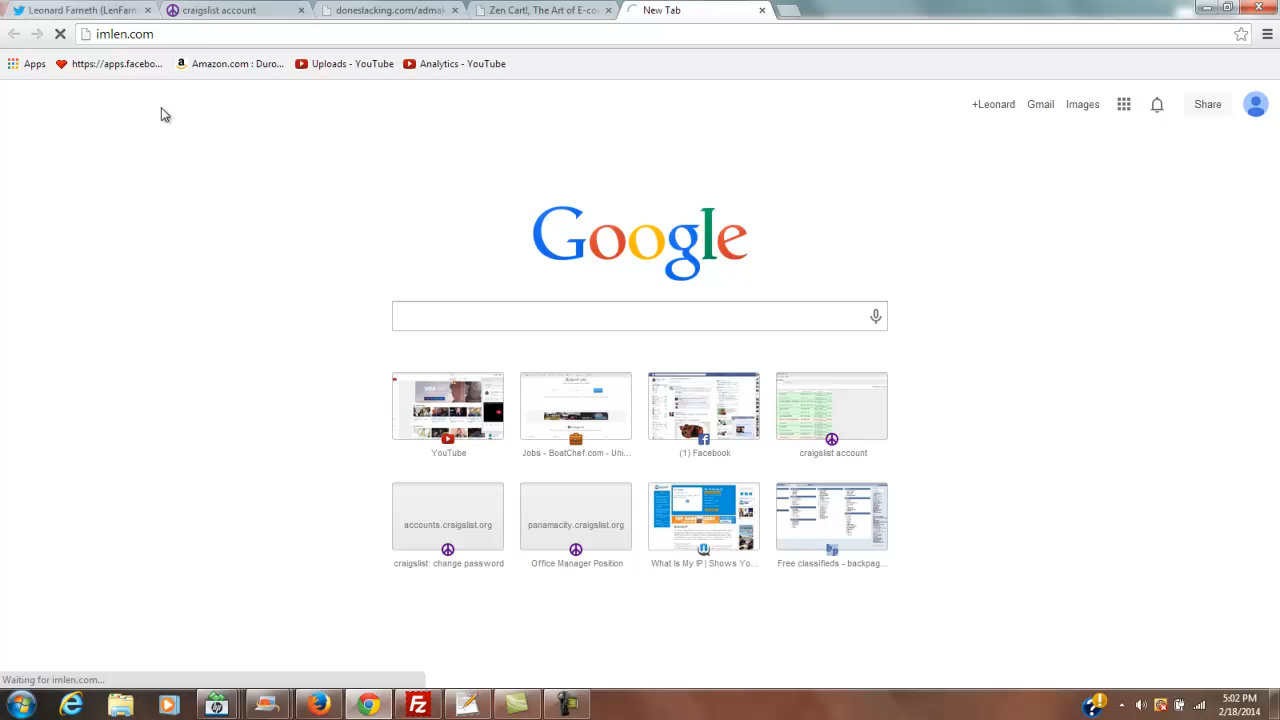 Leonard Farneth (LenFarn
craigslist account
doneslacking.com/admak
Zen Cart!, The Art of E-co
New Tab
imlen.com
Apps
https://apps.facebo...
Amazon.com : Duro...
Uploads - YouTube
Analytics - YouTube
+Leonard
Gmail
Images
Share
Google
YouTube
Jobs - BoatChef.com - Uni...
(1) Facebook
craigslist account
accounts.craigslist.org
panamacity.craigslist.org
craigslist: change password
Office Manager Position
What Is My IP | Shows Yo...
Free classifieds - backpag...
Waiting for imlen.com...
5:02 PM
2/18/2014